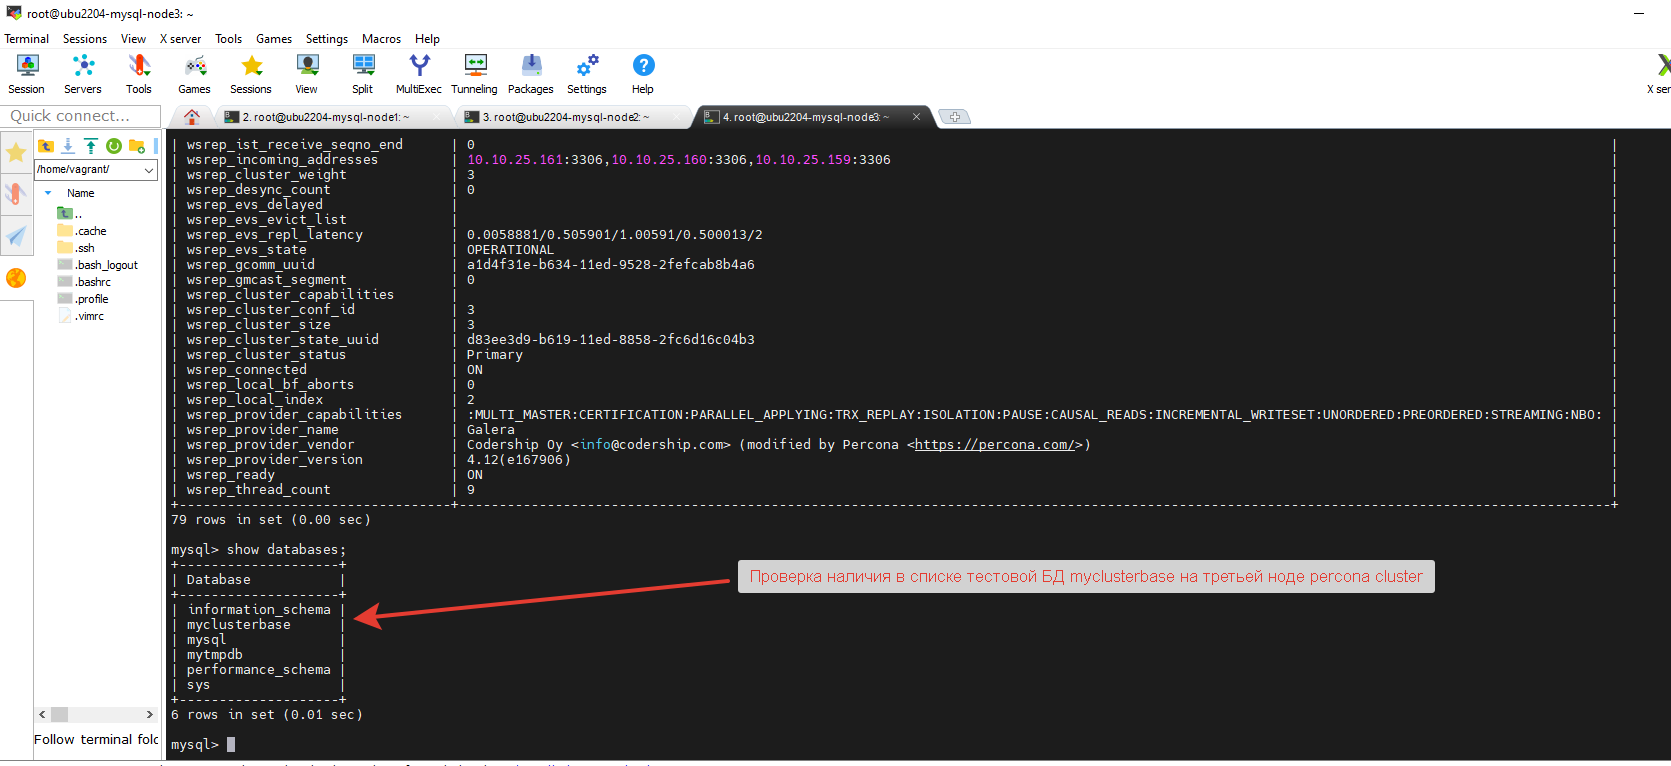 root@ubu2204-mysql-node3: ~
Terminal Sessions View X server Tools Games Settings Macros Help
Session Servers Tools Games Sessions View Split MultiExec Tunneling Packages Settings Help X ser
Quick connect...
2. root@ubu2204-mysql-node1: ~
3. root@ubu2204-mysql-node2: ~
4. root@ubu2204-mysql-node3: ~
/home/vagrant/
Name
..
.cache
.ssh
.bash_logout
.bashrc
.profile
.vimrc
Follow terminal fold
| wsrep_ist_receive_seqno_end | 0 |
| wsrep_incoming_addresses | 10.10.25.161:3306,10.10.25.160:3306,10.10.25.159:3306 |
| wsrep_cluster_weight | 3 |
| wsrep_desync_count | 0 |
| wsrep_evs_delayed | |
| wsrep_evs_evict_list | |
| wsrep_evs_repl_latency | 0.0058881/0.505901/1.00591/0.500013/2 |
| wsrep_evs_state | OPERATIONAL |
| wsrep_gcomm_uuid | a1d4f31e-b634-11ed-9528-2fefcab8b4a6 |
| wsrep_gmcast_segment | 0 |
| wsrep_cluster_capabilities | |
| wsrep_cluster_conf_id | 3 |
| wsrep_cluster_size | 3 |
| wsrep_cluster_state_uuid | d83ee3d9-b619-11ed-8858-2fc6d16c04b3 |
| wsrep_cluster_status | Primary |
| wsrep_connected | ON |
| wsrep_local_bf_aborts | 0 |
| wsrep_local_index | 2 |
| wsrep_provider_capabilities | :MULTI_MASTER:CERTIFICATION:PARALLEL_APPLYING:TRX_REPLAY:ISOLATION:PAUSE:CAUSAL_READS:INCREMENTAL_WRITESET:UNORDERED:PREORDERED:STREAMING:NBO: |
| wsrep_provider_name | Galera |
| wsrep_provider_vendor | Codership Oy <info@codership.com> (modified by Percona <https://percona.com/>) |
| wsrep_provider_version | 4.12(e167906) |
| wsrep_ready | ON |
| wsrep_thread_count | 9 |
79 rows in set (0.00 sec)
mysql> show databases;
| Database |
| information_schema |
| myclusterbase |
| mysql |
| mytmpdb |
| performance_schema |
| sys |
6 rows in set (0.01 sec)
mysql>
Проверка наличия в списке тестовой БД myclusterbase на третьей ноде percona cluster